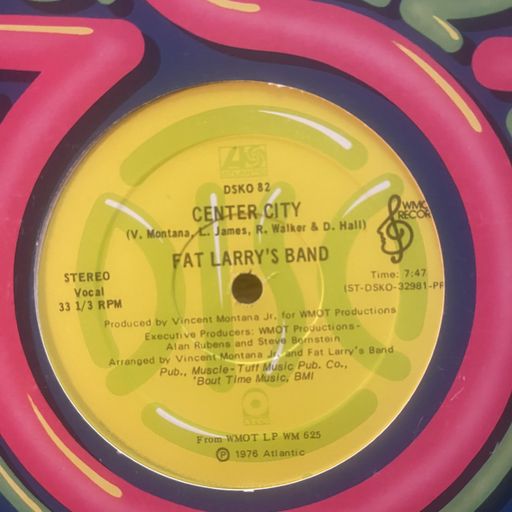 DSKO 82
CENTER CITY
(V. Montana, L. James, R. Walker & D. Hall)
WMO
RECOR
FAT LARRY'S BAND
STEREO
Vocal
33 1/3 RPM
Time: 7:47
(ST-DSKO-32981-PR
Produced by Vincent Montana Jr. for WMOT Productions
Executive Producers: WMOT Productions-
Alan Rubens and Steve Bernstein
Arranged by Vincent Montana Jr. and Fat Larry's Band
Pub., Muscle-Tuff Music Pub. Co.,
'Bout Time Music, BMI
From WMOT LP WM 625
Ⓟ 1976 Atlantic